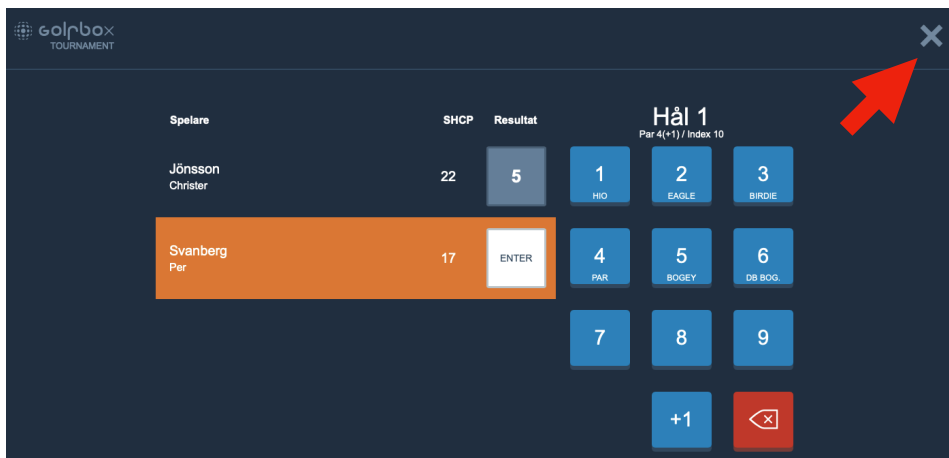 GOLFBOX
TOURNAMENT
Spelare SHCP Resultat
Hål 1
Par 4(+1) / Index 10
Jönsson
Christer
22
5
Svanberg
Per
17
ENTER
1
HIO
2
EAGLE
3
BIRDIE
4
PAR
5
BOGEY
6
DB BOG.
7
8
9
+1